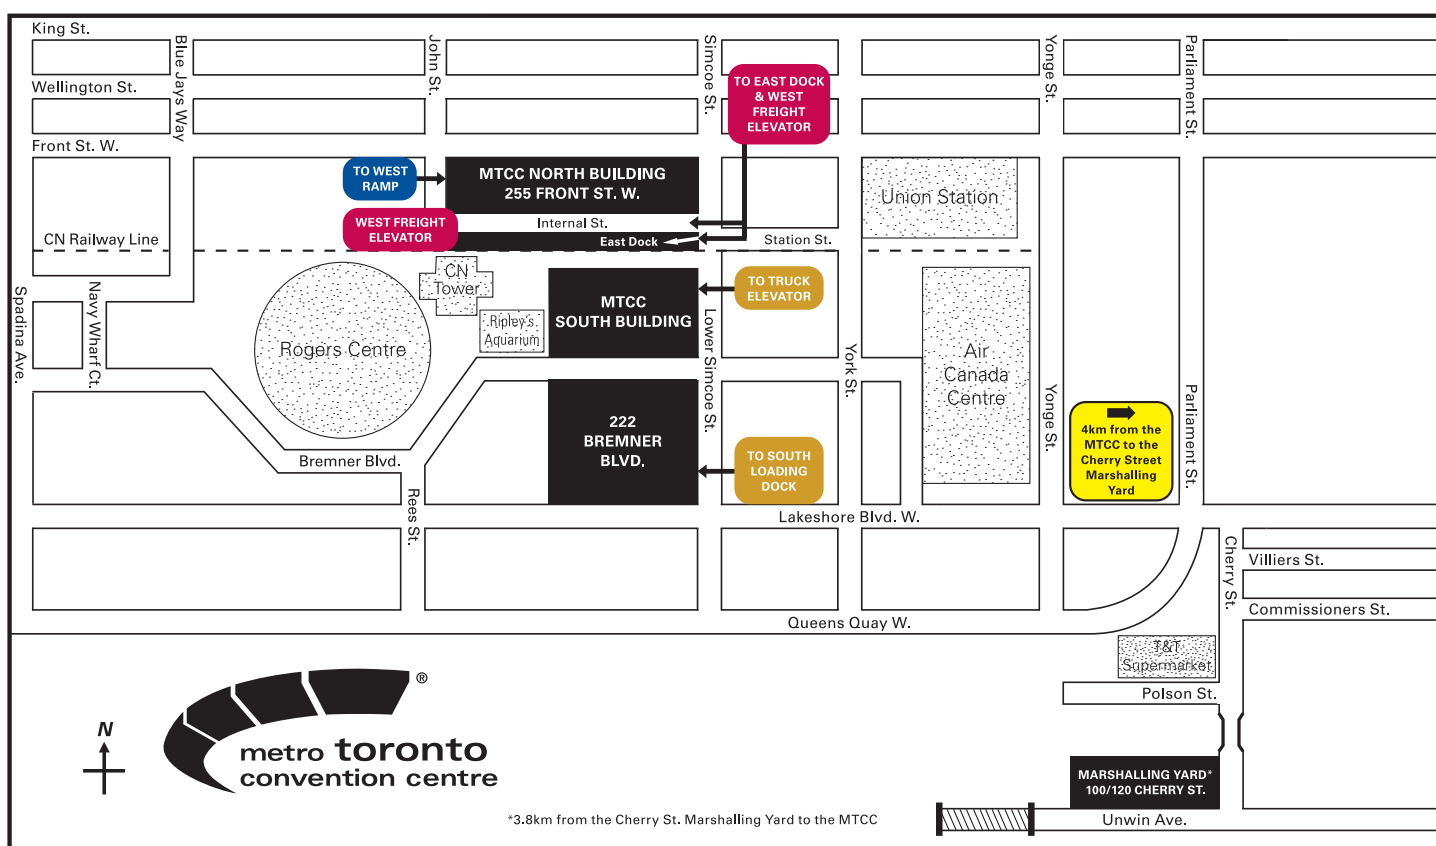 King St.
Wellington St.
Front St. W.
Blue Jays Way
John St.
Simcoe St.
Yonge St.
Parliament St.
TO EAST DOCK
& WEST
FREIGHT
ELEVATOR
TO WEST
RAMP
MTCC NORTH BUILDING
255 FRONT ST. W.
Union Station
WEST FREIGHT
ELEVATOR
Internal St.
East Dock
Station St.
CN Railway Line
CN
Tower
TO TRUCK
ELEVATOR
MTCC
SOUTH BUILDING
Ripley's
Aquarium
Rogers Centre
Spadina Ave.
Navy Wharf Ct.
Lower Simcoe St.
York St.
Air
Canada
Centre
Yonge St.
Parliament St.
4km from the
MTCC to the
Cherry Street
Marshalling
Yard
222
BREMNER
BLVD.
TO SOUTH
LOADING
DOCK
Bremner Blvd.
Rees St.
Lakeshore Blvd. W.
Cherry St.
Villiers St.
Commissioners St.
Queens Quay W.
T&T
Supermarket
Polson St.
N
metro toronto
convention centre
®
MARSHALLING YARD*
100/120 CHERRY ST.
*3.8km from the Cherry St. Marshalling Yard to the MTCC
Unwin Ave.